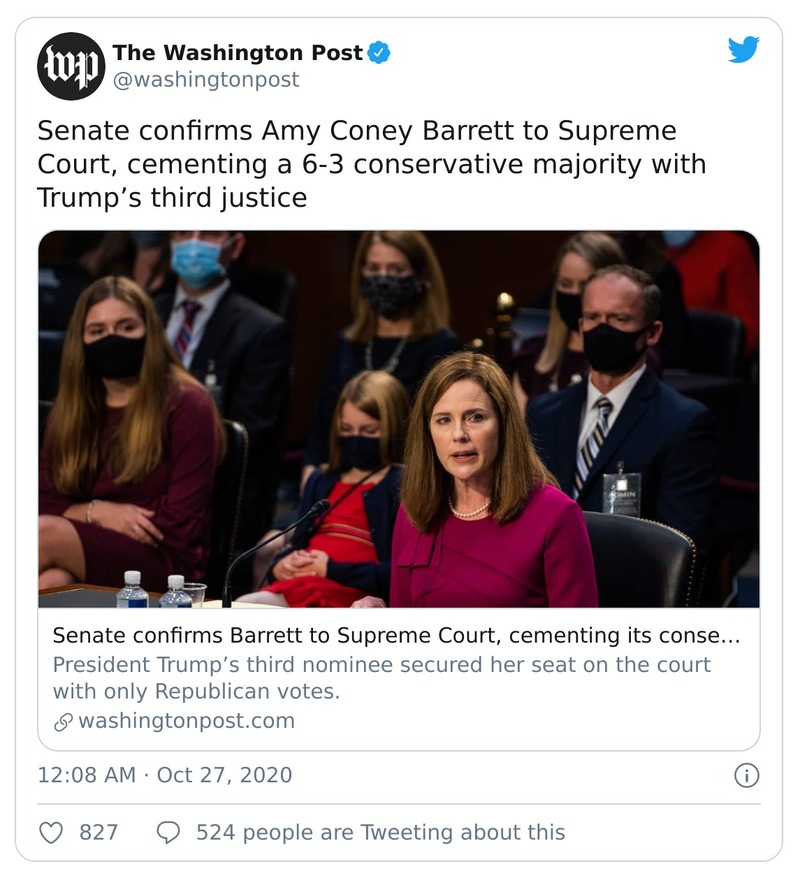 wp
The Washington Post
@washingtonpost
Senate confirms Amy Coney Barrett to Supreme
Court, cementing a 6-3 conservative majority with
Trump’s third justice
Senate confirms Barrett to Supreme Court, cementing its conse…
President Trump’s third nominee secured her seat on the court
with only Republican votes.
washingtonpost.com
12:08 AM · Oct 27, 2020
827 524 people are Tweeting about this